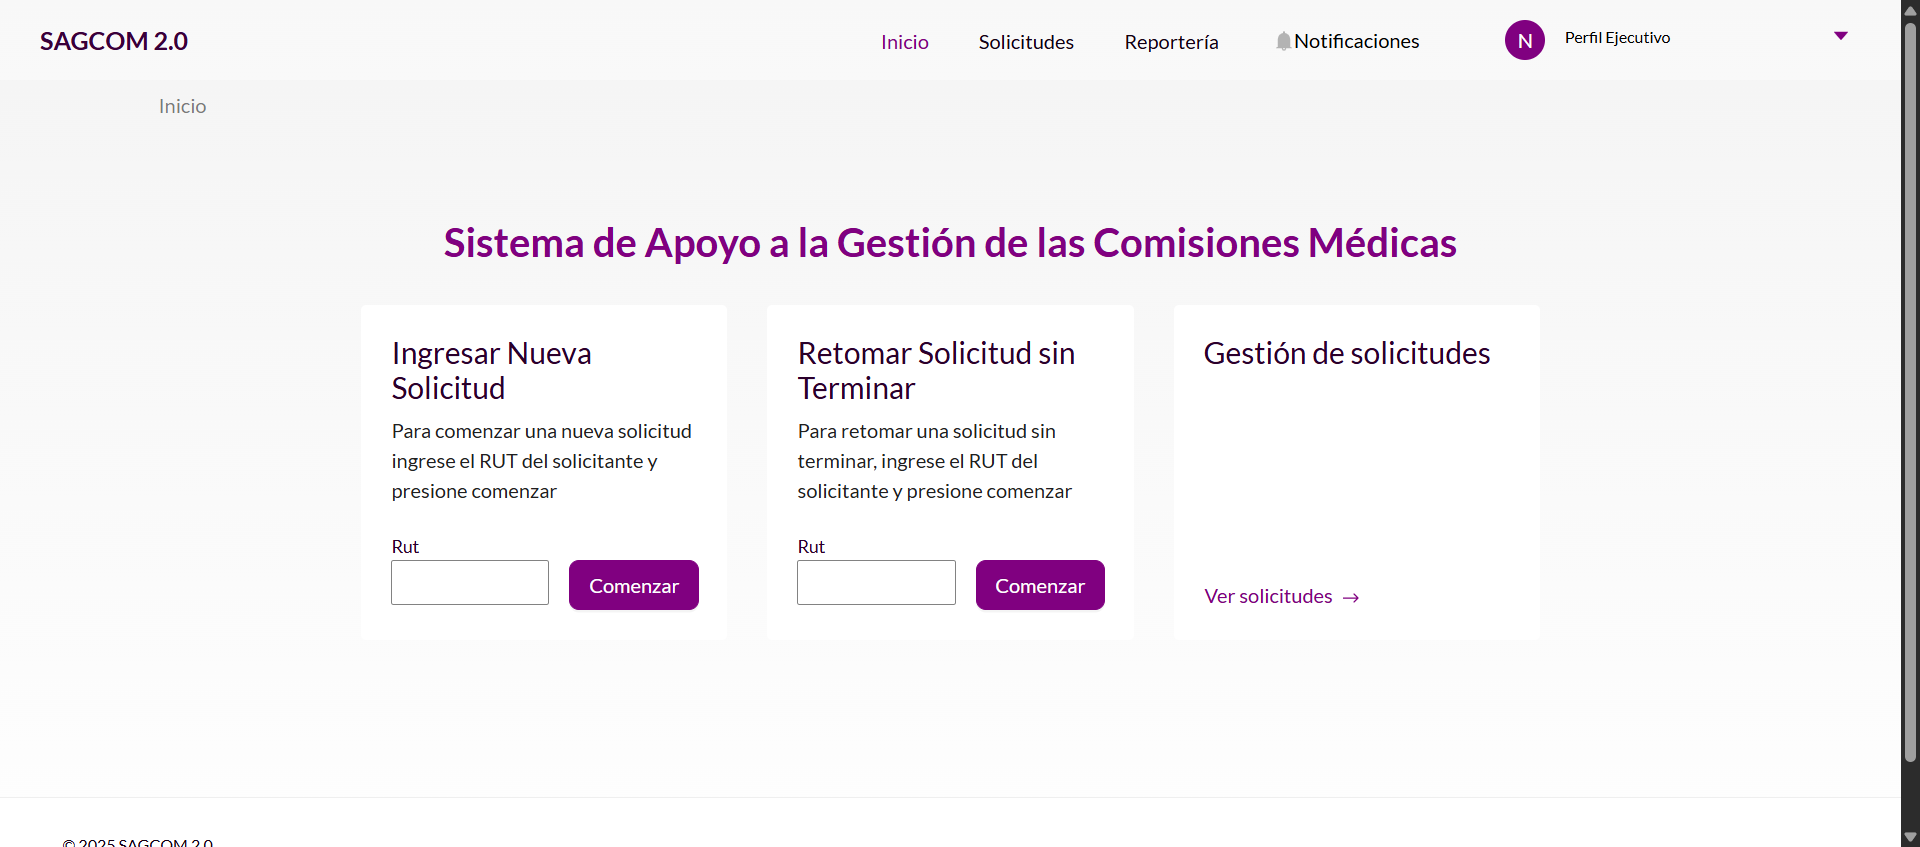 SAGCOM 2.0
Inicio
Solicitudes
Reportería
Notificaciones
N
Perfil Ejecutivo
Inicio
Sistema de Apoyo a la Gestión de las Comisiones Médicas
Ingresar Nueva
Solicitud
Para comenzar una nueva solicitud
ingrese el RUT del solicitante y
presione comenzar
Rut
Comenzar
Retomar Solicitud sin
Terminar
Para retomar una solicitud sin
terminar, ingrese el RUT del
solicitante y presione comenzar
Rut
Comenzar
Gestión de solicitudes
Ver solicitudes →
© 2025 SAGCOM 2.0